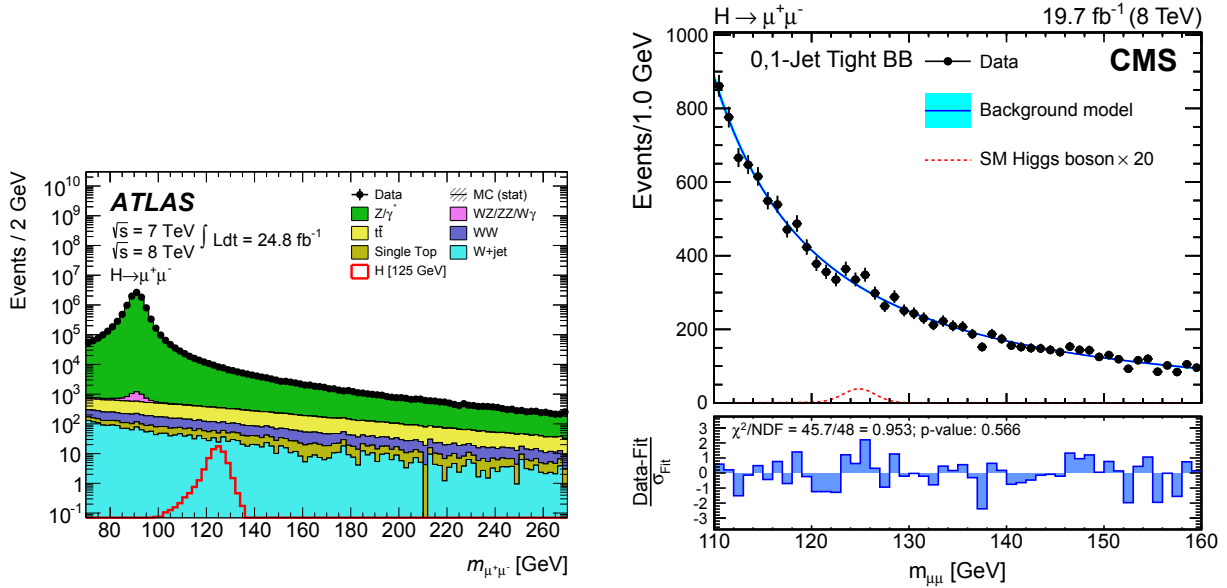 Events / 2 GeV
10¹⁰
10⁹
10⁸
10⁷
10⁶
10⁵
10⁴
10³
10²
10
1
10⁻¹
ATLAS
√s = 7 TeV
√s = 8 TeV ∫ Ldt = 24.8 fb⁻¹
H→μ⁺μ⁻
Data
MC (stat)
Z/γ*
WZ/ZZ/Wγ
tt̄
WW
Single Top
W+jet
H [125 GeV]
80 100 120 140 160 180 200 220 240 260
m_μ⁺μ⁻ [GeV]
H→μ⁺μ⁻ 19.7 fb⁻¹ (8 TeV)
Events/1.0 GeV
1000
800
600
400
200
0
0,1-Jet Tight BB
Data
CMS
Background model
SM Higgs boson × 20
Data-Fit
σ_Fit
3
2
1
0
-1
-2
-3
χ²/NDF = 45.7/48 = 0.953; p-value: 0.566
110 120 130 140 150 160
m_μμ [GeV]